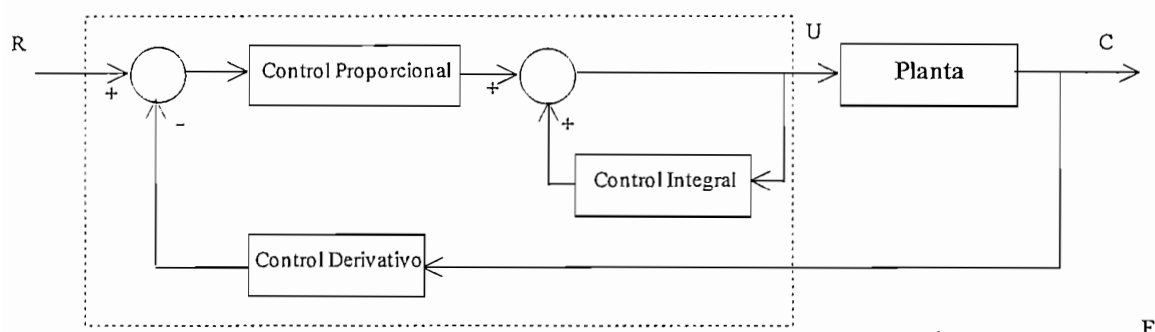 R
U
C
Control Proporcional
Planta
+
+
-
+
Control Integral
Control Derivativo
F